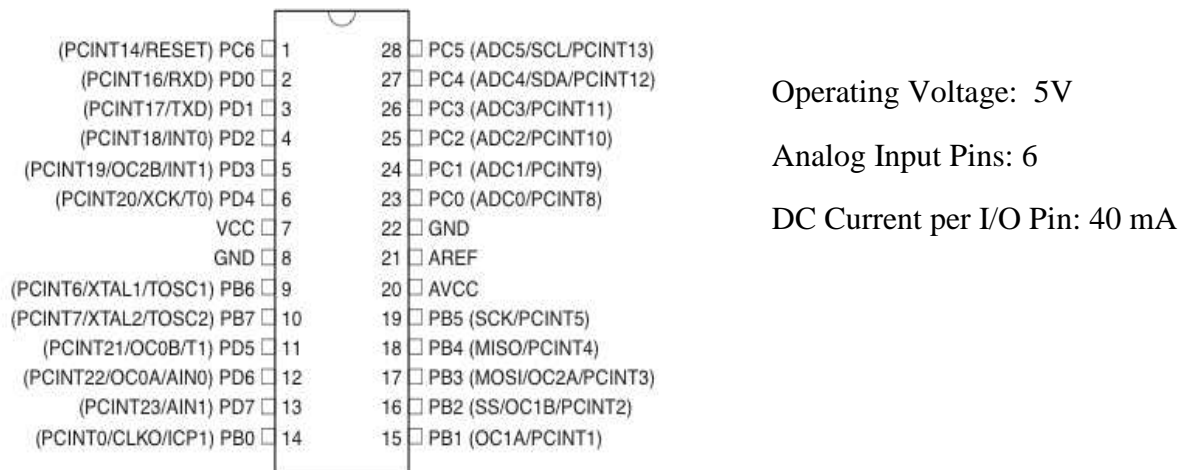 (PCINT14/RESET) PC6 1 28 PC5 (ADC5/SCL/PCINT13)
(PCINT16/RXD) PD0 2 27 PC4 (ADC4/SDA/PCINT12)
(PCINT17/TXD) PD1 3 26 PC3 (ADC3/PCINT11)
(PCINT18/INT0) PD2 4 25 PC2 (ADC2/PCINT10)
(PCINT19/OC2B/INT1) PD3 5 24 PC1 (ADC1/PCINT9)
(PCINT20/XCK/T0) PD4 6 23 PC0 (ADC0/PCINT8)
VCC 7 22 GND
GND 8 21 AREF
(PCINT6/XTAL1/TOSC1) PB6 9 20 AVCC
(PCINT7/XTAL2/TOSC2) PB7 10 19 PB5 (SCK/PCINT5)
(PCINT21/OC0B/T1) PD5 11 18 PB4 (MISO/PCINT4)
(PCINT22/OC0A/AIN0) PD6 12 17 PB3 (MOSI/OC2A/PCINT3)
(PCINT23/AIN1) PD7 13 16 PB2 (SS/OC1B/PCINT2)
(PCINT0/CLKO/ICP1) PB0 14 15 PB1 (OC1A/PCINT1)
Operating Voltage: 5V
Analog Input Pins: 6
DC Current per I/O Pin: 40 mA